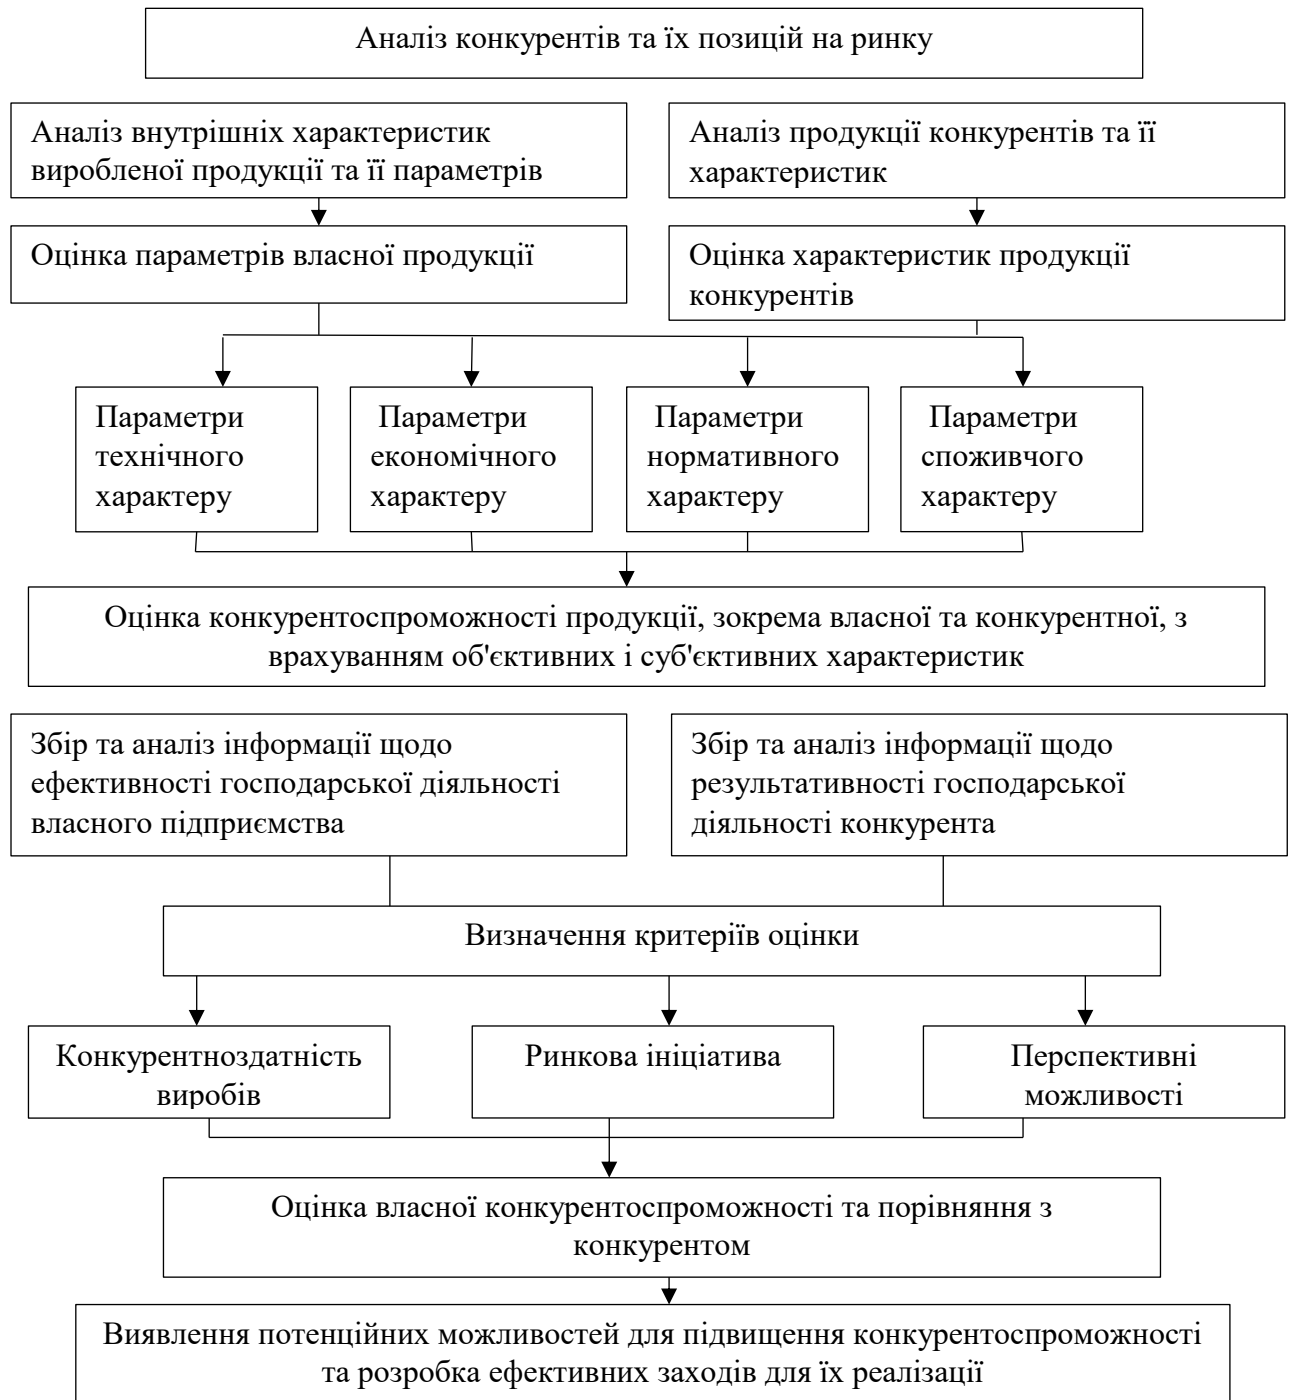 Аналіз конкурентів та їх позицій на ринку
Аналіз внутрішніх характеристик
виробленої продукції та її параметрів
Аналіз продукції конкурентів та її
характеристик
Оцінка параметрів власної продукції
Оцінка характеристик продукції
конкурентів
Параметри
технічного
характеру
Параметри
економічного
характеру
Параметри
нормативного
характеру
Параметри
споживчого
характеру
Оцінка конкурентоспроможності продукції, зокрема власної та конкурентної, з
врахуванням об'єктивних і суб'єктивних характеристик
Збір та аналіз інформації щодо
ефективності господарської діяльності
власного підприємства
Збір та аналіз інформації щодо
результативності господарської
діяльності конкурента
Визначення критеріїв оцінки
Конкурентноздатність
виробів
Ринкова ініціатива
Перспективні
можливості
Оцінка власної конкурентоспроможності та порівняння з
конкурентом
Виявлення потенційних можливостей для підвищення конкурентоспроможності
та розробка ефективних заходів для їх реалізації